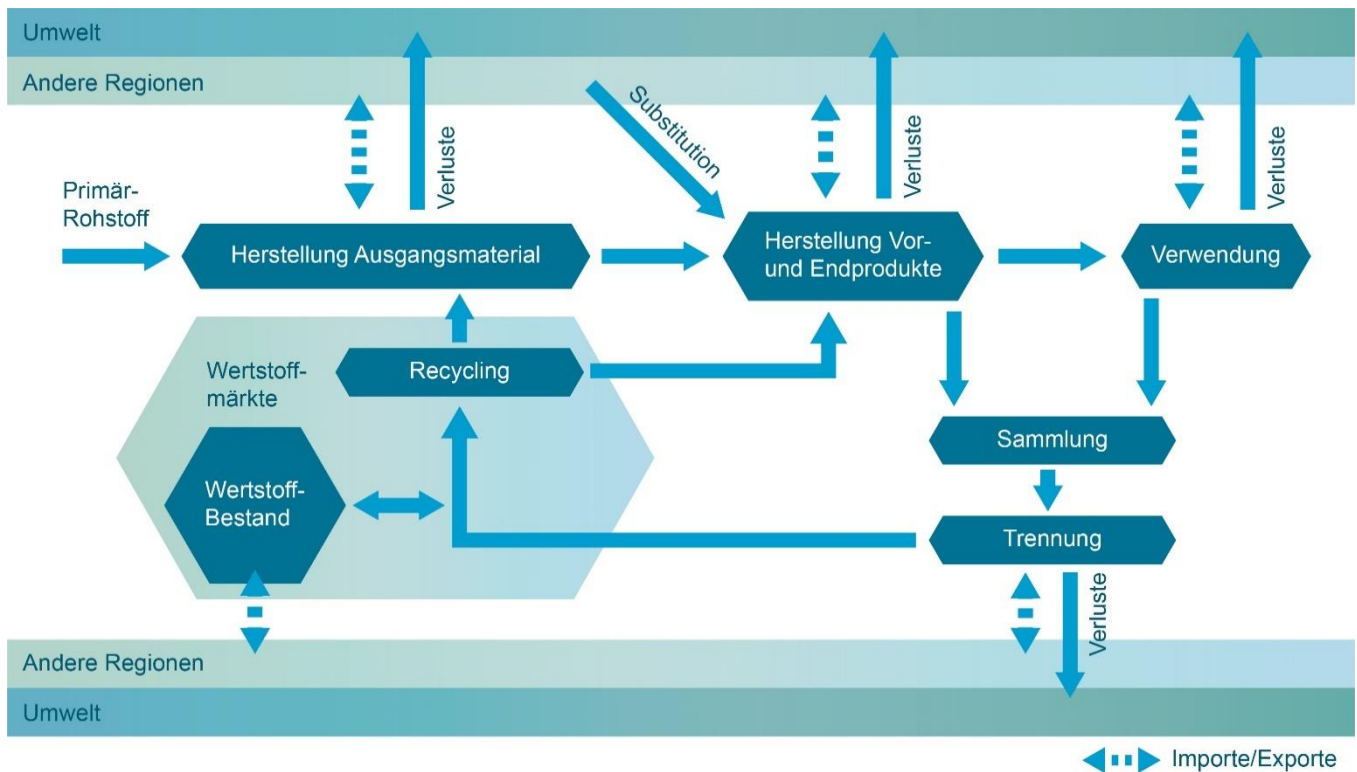 Umwelt
Andere Regionen
Substitution
Verluste
Verluste
Verluste
Primär-
Rohstoff
Herstellung Ausgangsmaterial
Herstellung Vor-
und Endprodukte
Verwendung
Wertstoff-
märkte
Recycling
Sammlung
Wertstoff-
Bestand
Trennung
Verluste
Andere Regionen
Umwelt
Importe/Exporte